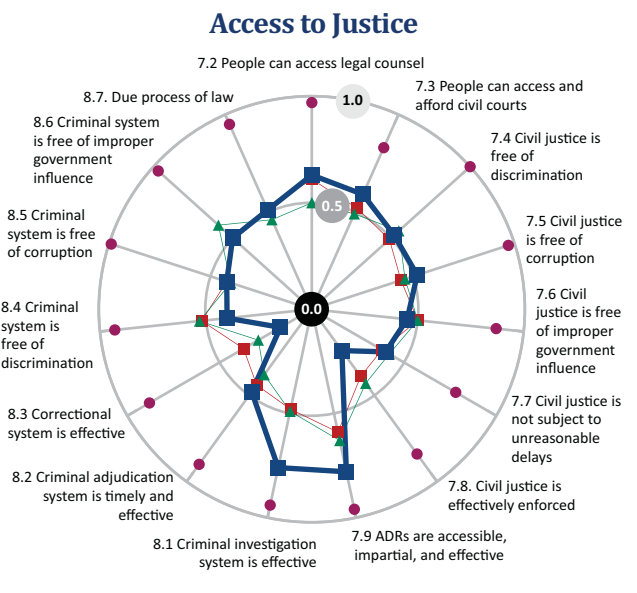 Access to Justice
7.2 People can access legal counsel
1.0
7.3 People can access and
afford civil courts
7.4 Civil justice is
free of
discrimination
7.5 Civil justice
is free of
corruption
7.6 Civil
justice is free
of improper
government
influence
7.7 Civil justice is
not subject to
unreasonable
delays
7.8. Civil justice is
effectively enforced
7.9 ADRs are accessible,
impartial, and effective
8.1 Criminal investigation
system is effective
8.2 Criminal adjudication
system is timely and
effective
8.3 Correctional
system is effective
8.4 Criminal
system is
free of
discrimination
8.5 Criminal
system is free
of corruption
8.6 Criminal system
is free of improper
government
influence
8.7. Due process of law
0.5
0.0